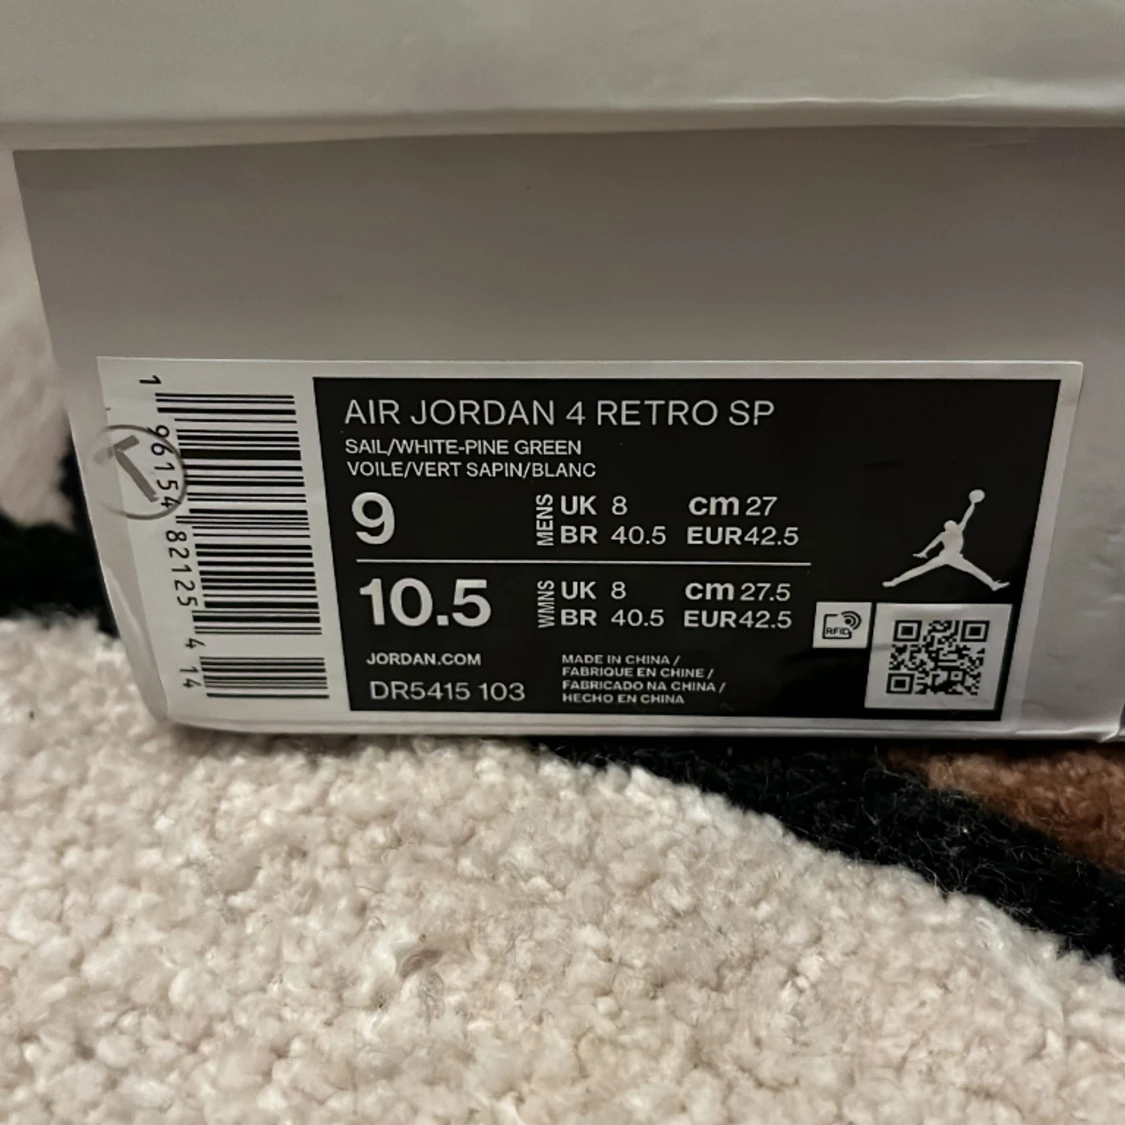 1 96154 82125 4 14
AIR JORDAN 4 RETRO SP
SAIL/WHITE-PINE GREEN
VOILE/VERT SAPIN/BLANC
9 MENS UK 8 cm 27
BR 40.5 EUR 42.5
10.5 WMNS UK 8 cm 27.5
BR 40.5 EUR 42.5
RFID
JORDAN.COM
DR5415 103
MADE IN CHINA /
FABRIQUE EN CHINE /
FABRICADO NA CHINA /
HECHO EN CHINA